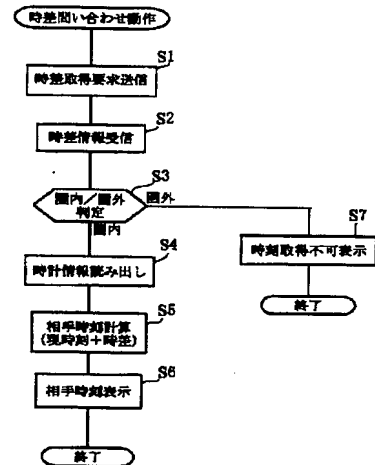 時差問い合わせ動作
S1
時差取得要求送信
S2
時差情報受信
S3
圏内／圏外
判定
圏外
圏内
S7
時刻取得不可表示
終了
S4
時計情報読み出し
S5
相手時刻計算
(現時刻＋時差)
S6
相手時刻表示
終了